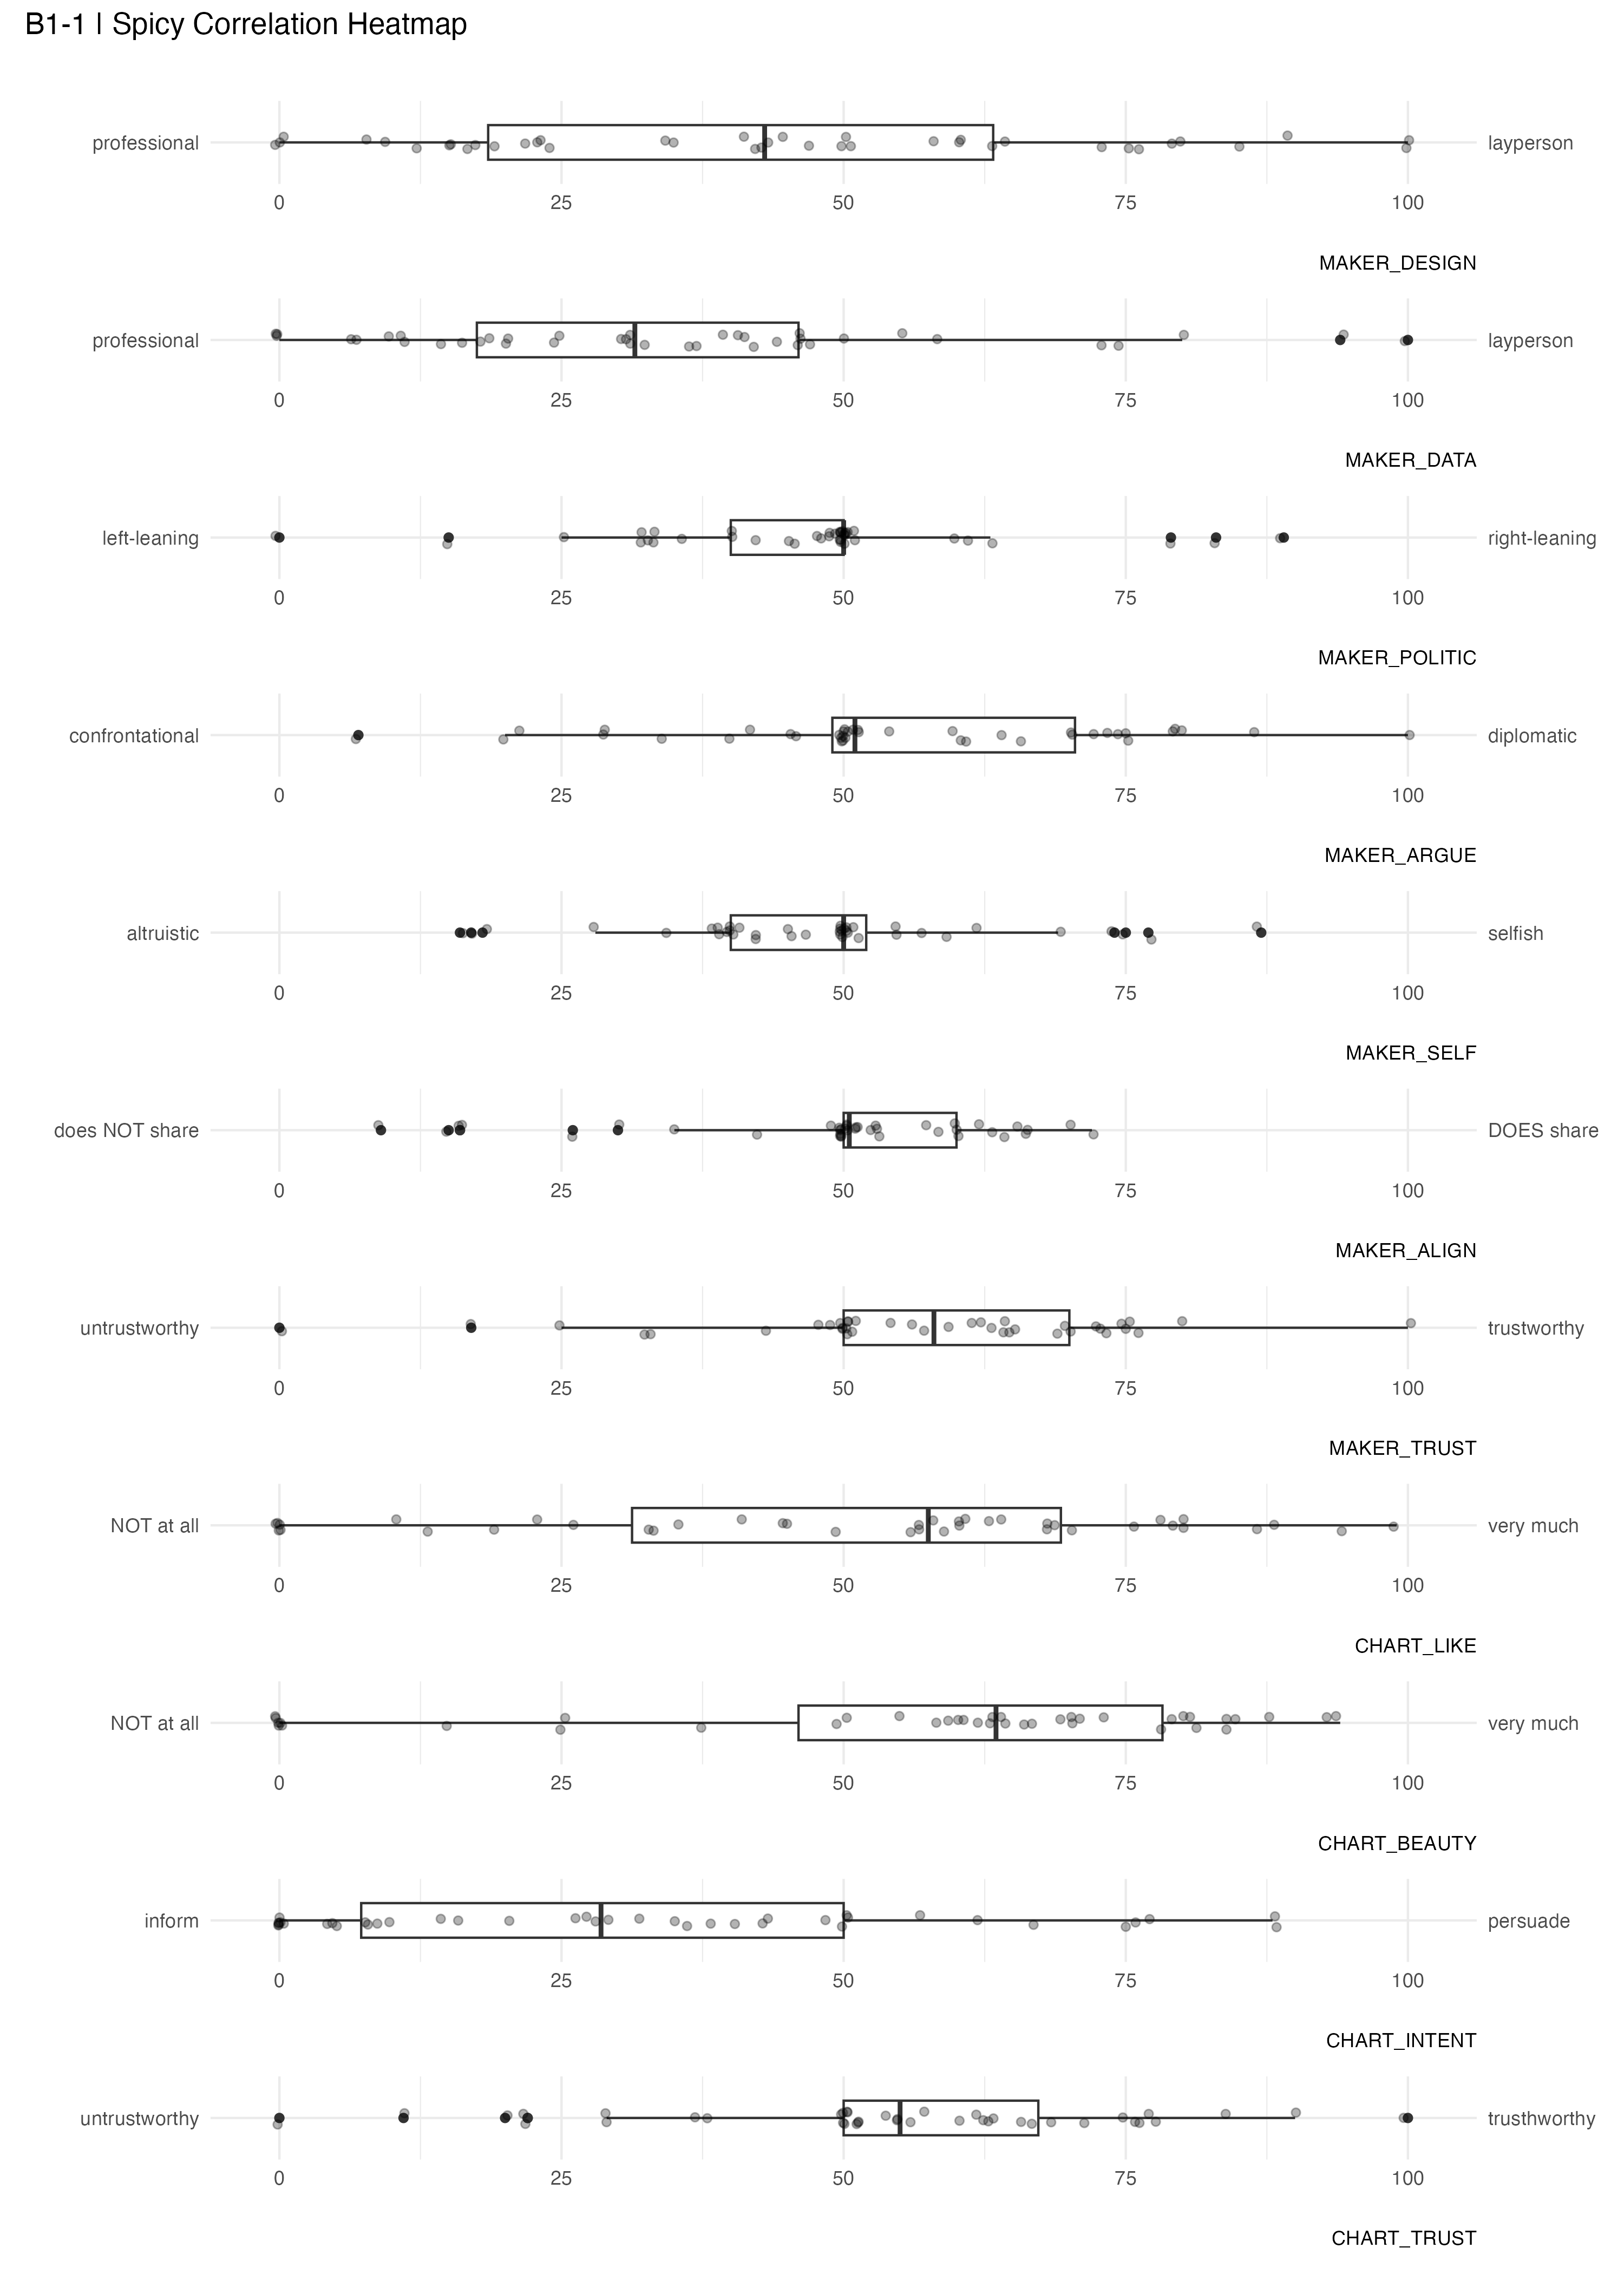 B1-1 | Spicy Correlation Heatmap
professional layperson
0 25 50 75 100
MAKER_DESIGN
professional layperson
0 25 50 75 100
MAKER_DATA
left-leaning right-leaning
0 25 50 75 100
MAKER_POLITIC
confrontational diplomatic
0 25 50 75 100
MAKER_ARGUE
altruistic selfish
0 25 50 75 100
MAKER_SELF
does NOT share DOES share
0 25 50 75 100
MAKER_ALIGN
untrustworthy trustworthy
0 25 50 75 100
MAKER_TRUST
NOT at all very much
0 25 50 75 100
CHART_LIKE
NOT at all very much
0 25 50 75 100
CHART_BEAUTY
inform persuade
0 25 50 75 100
CHART_INTENT
untrustworthy trusthworthy
0 25 50 75 100
CHART_TRUST